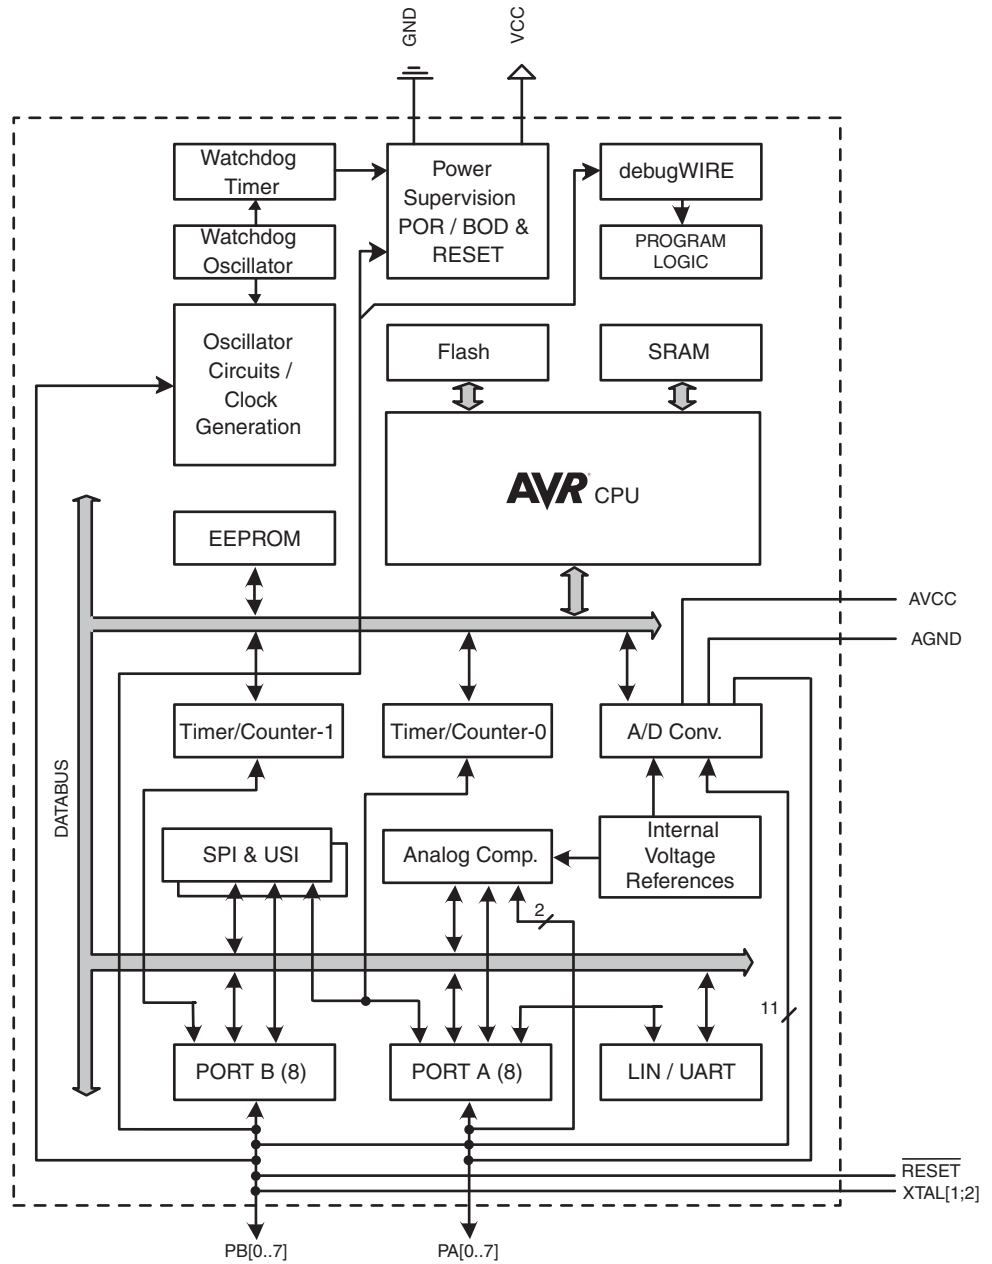 GND
VCC
Watchdog
Timer
Power
Supervision
POR / BOD &
RESET
debugWIRE
Watchdog
Oscillator
PROGRAM
LOGIC
Oscillator
Circuits /
Clock
Generation
Flash
SRAM
AVR® CPU
EEPROM
AVCC
AGND
Timer/Counter-1
Timer/Counter-0
A/D Conv.
DATABUS
SPI & USI
Analog Comp.
Internal
Voltage
References
2
11
PORT B (8)
PORT A (8)
LIN / UART
RESET
XTAL[1;2]
PB[0..7]
PA[0..7]